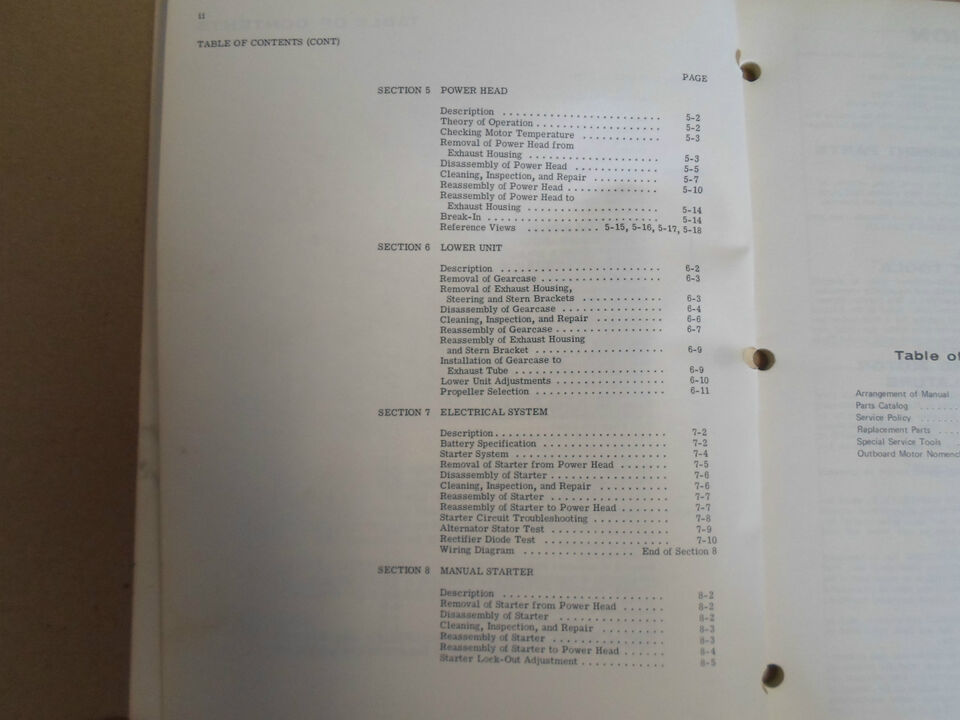 ii
TABLE OF CONTENTS (CONT)
PAGE
SECTION 5 POWER HEAD
Description . . . . . . . . . . . . . . . . . . . . . . . . 5-2
Theory of Operation . . . . . . . . . . . . . . . . . . . 5-2
Checking Motor Temperature . . . . . . . . . . . . 5-3
Removal of Power Head from
Exhaust Housing . . . . . . . . . . . . . . . . . . . . 5-3
Disassembly of Power Head . . . . . . . . . . . . . 5-5
Cleaning, Inspection, and Repair . . . . . . . . . . 5-7
Reassembly of Power Head . . . . . . . . . . . . . . 5-10
Reassembly of Power Head to
Exhaust Housing . . . . . . . . . . . . . . . . . . . . 5-14
Break-In . . . . . . . . . . . . . . . . . . . . . . . . . . 5-14
Reference Views . . . . . . . . . . . 5-15, 5-16, 5-17, 5-18
SECTION 6 LOWER UNIT
Description . . . . . . . . . . . . . . . . . . . . . . . . . 6-2
Removal of Gearcase . . . . . . . . . . . . . . . . . . 6-3
Removal of Exhaust Housing,
Steering and Stern Brackets . . . . . . . . . . . . 6-3
Disassembly of Gearcase . . . . . . . . . . . . . . . 6-4
Cleaning, Inspection, and Repair . . . . . . . . . . 6-6
Reassembly of Gearcase . . . . . . . . . . . . . . . . 6-7
Reassembly of Exhaust Housing
and Stern Bracket . . . . . . . . . . . . . . . . . . . . 6-9
Installation of Gearcase to
Exhaust Tube . . . . . . . . . . . . . . . . . . . . . . . 6-9
Lower Unit Adjustments . . . . . . . . . . . . . . . . . 6-10
Propeller Selection . . . . . . . . . . . . . . . . . . . . 6-11
SECTION 7 ELECTRICAL SYSTEM
Description . . . . . . . . . . . . . . . . . . . . . . . . . . 7-2
Battery Specification . . . . . . . . . . . . . . . . . . . 7-2
Starter System . . . . . . . . . . . . . . . . . . . . . . . 7-4
Removal of Starter from Power Head . . . . . . . 7-5
Disassembly of Starter . . . . . . . . . . . . . . . . . . 7-6
Cleaning, Inspection, and Repair . . . . . . . . . . 7-6
Reassembly of Starter . . . . . . . . . . . . . . . . . . 7-7
Reassembly of Starter to Power Head . . . . . . . 7-7
Starter Circuit Troubleshooting . . . . . . . . . . . . 7-8
Alternator Stator Test . . . . . . . . . . . . . . . . . . 7-9
Rectifier Diode Test . . . . . . . . . . . . . . . . . . . 7-10
Wiring Diagram . . . . . . . . . . . . . . . . . End of Section 8
SECTION 8 MANUAL STARTER
Description . . . . . . . . . . . . . . . . . . . . . . . . . 8-2
Removal of Starter from Power Head . . . . . . 8-2
Disassembly of Starter . . . . . . . . . . . . . . . . 8-2
Cleaning, Inspection, and Repair . . . . . . . . . . 8-3
Reassembly of Starter . . . . . . . . . . . . . . . . . 8-3
Reassembly of Starter to Power Head . . . . . . 8-4
Starter Lock-Out Adjustment . . . . . . . . . . . . . 8-5
Table of
Arrangement of Manual
Parts Catalog . . . . . .
Service Policy . . . . . .
Replacement Parts . . . .
Special Service Tools
Outboard Motor Nomencl